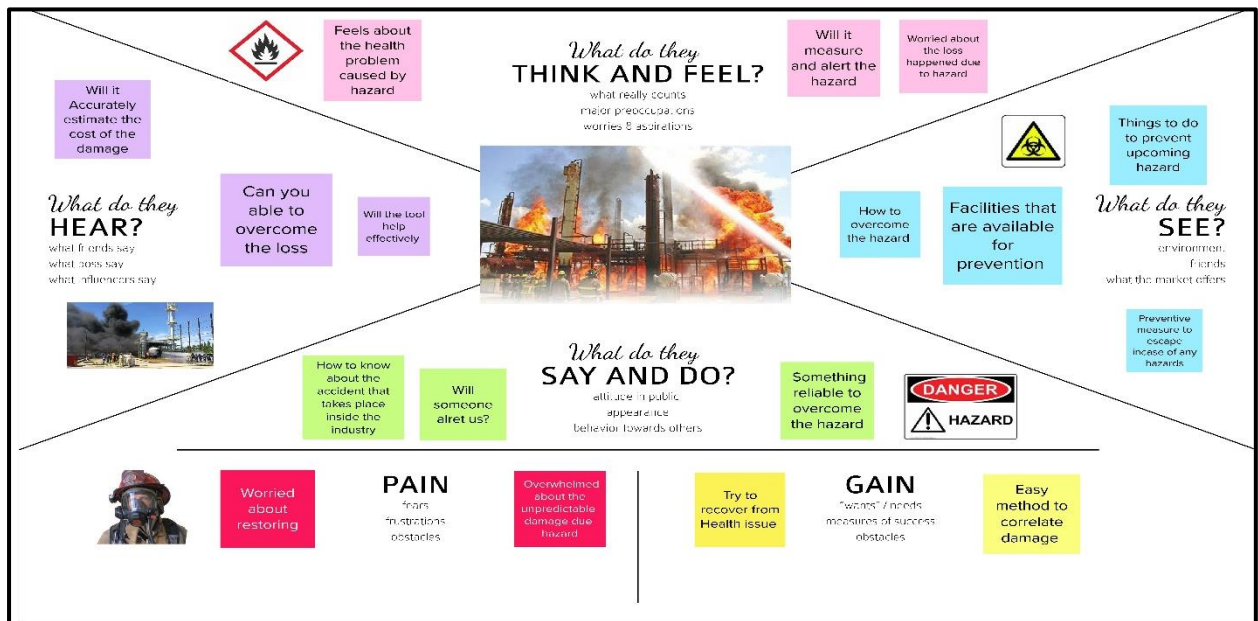 Feels about
the health
problem
caused by
hazard
What do they
THINK AND FEEL?
what really counts
major preoccupations
worries & aspirations
Will it
measure
and alert the
hazard
Worried about
the loss
happened due
to hazard
Will it
Accurately
estimate the
cost of the
damage
What do they
HEAR?
what friends say
what boss say
what influencers say
Can you
able to
overcome
the loss
Will the tool
help
effectively
How to
overcome
the hazard
Facilities that
are available
for
prevention
Things to do
to prevent
upcoming
hazard
What do they
SEE?
environment
friends
what the market offers
Preventive
measure to
escape
incase of any
hazards
How to know
about the
accident that
takes place
inside the
industry
Will
someone
alret us?
What do they
SAY AND DO?
attitude in public
appearance
behavior towards others
Something
reliable to
overcome
the hazard
DANGER
HAZARD
Worried
about
restoring
PAIN
fears
frustrations
obstacles
Overwhelmed
about the
unpredictable
damage due
hazard
Try to
recover from
Health issue
GAIN
"wants" / needs
measures of success
obstacles
Easy
method to
correlate
damage